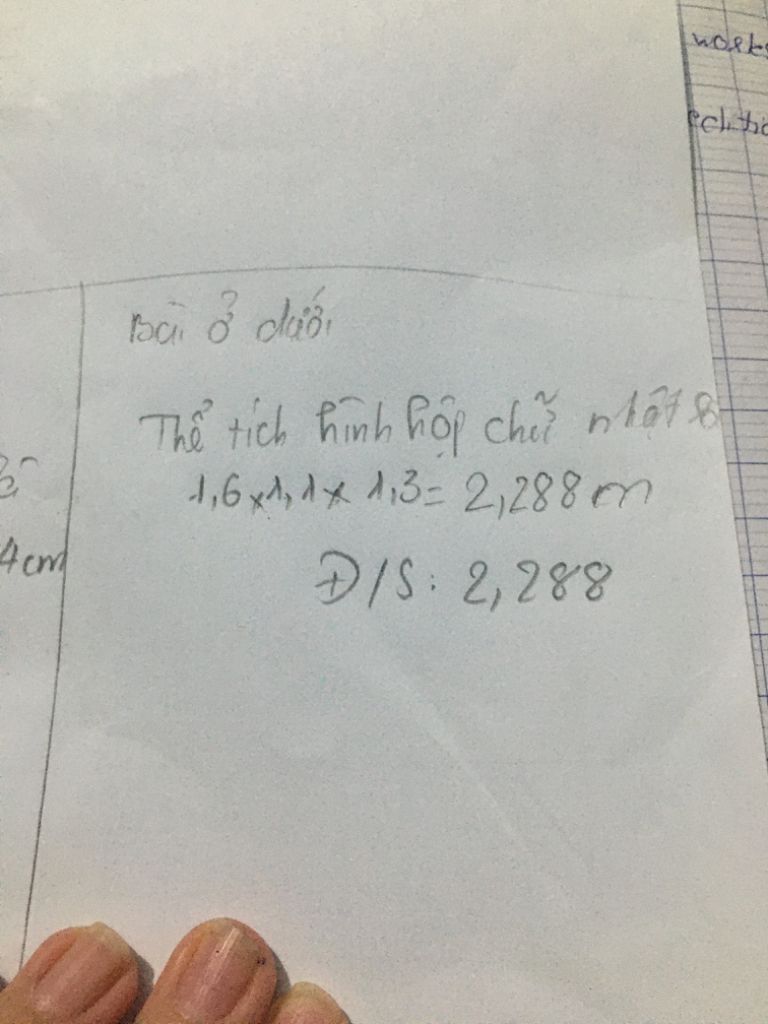 works
Bài ở dưới
Thể tích hình hộp chữ nhật
1,6 x 1,1 x 1,3 = 2,288 m
4cm
Đ/S: 2,288